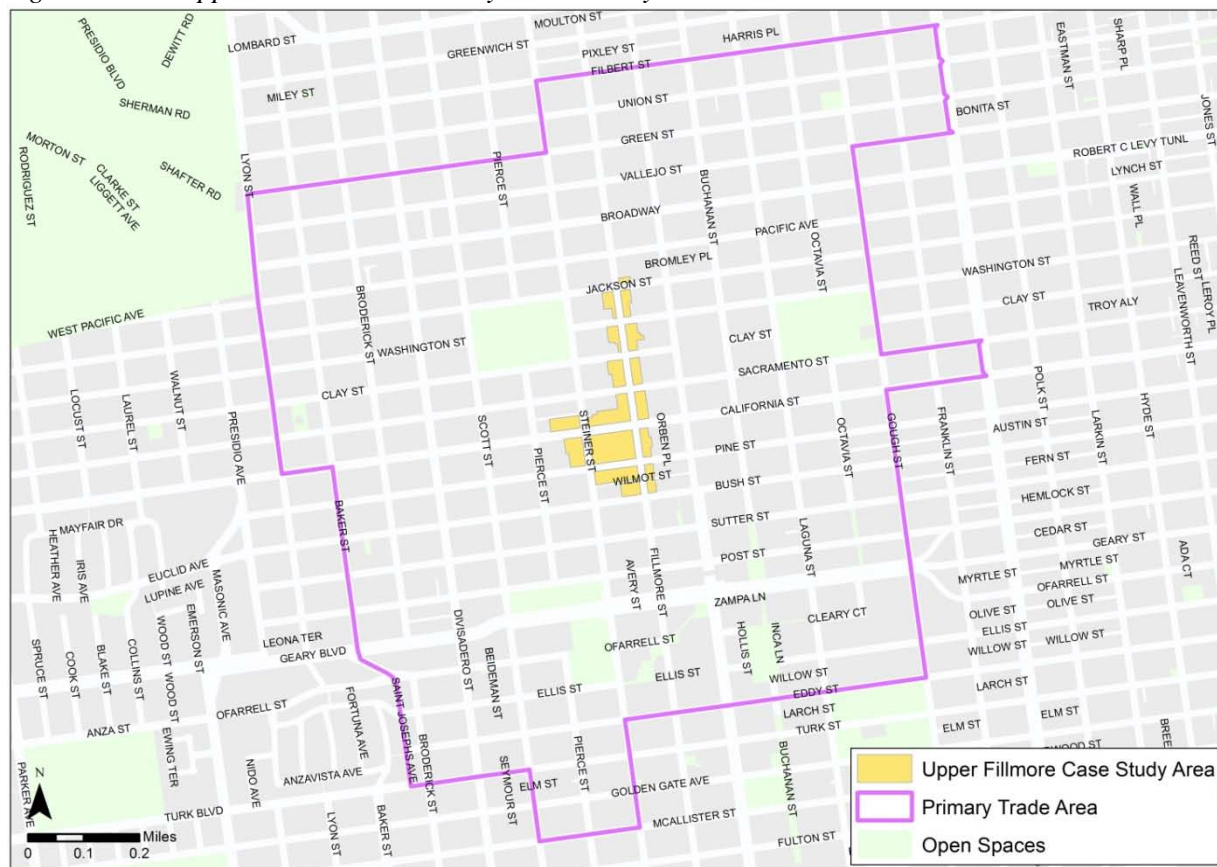 PRESIDIO BLVD
DEWITT RD
LOMBARD ST
MOULTON ST
GREENWICH ST
PIXLEY ST
FILBERT ST
HARRIS PL
EASTMAN ST
SHARP PL
MILEY ST
SHERMAN RD
UNION ST
BONITA ST
JONES ST
MORTON ST
RODRIGUEZ ST
CLARKE ST
LIGGETT AVE
SHAFTER RD
LYON ST
PIERCE ST
GREEN ST
VALLEJO ST
BUCHANAN ST
ROBERT C LEVY TUNL
LYNCH ST
WALL PL
BROADWAY
PACIFIC AVE
OCTAVIA ST
BROMLEY PL
REED ST
LEROY PL
LEAVENWORTH ST
WASHINGTON ST
JACKSON ST
BRODERICK ST
CLAY ST
TROY ALY
WEST PACIFIC AVE
WASHINGTON ST
CLAY ST
SACRAMENTO ST
LOCUST ST
LAUREL ST
WALNUT ST
PRESIDIO AVE
CLAY ST
CALIFORNIA ST
POLK ST
LARKIN ST
HYDE ST
AUSTIN ST
SCOTT ST
PIERCE ST
STEINER ST
ORBEN PL
PINE ST
OCTAVIA ST
GOUGH ST
FRANKLIN ST
FERN ST
WILMOT ST
BUSH ST
HEMLOCK ST
MAYFAIR DR
BAKER ST
SUTTER ST
CEDAR ST
HEATHER AVE
IRIS AVE
EUCLID AVE
LUPINE AVE
MASONIC AVE
EMERSON ST
WOOD ST
WOOD ST
POST ST
LAGUNA ST
GEARY ST
MYRTLE ST
OFARRELL ST
ADA CT
AVERY ST
FILLMORE ST
ZAMPA LN
CLEARY CT
OLIVE ST
OLIVE ST
ELLIS ST
WILLOW ST
WILLOW ST
SPRUCE ST
COOK ST
BLAKE ST
COLLINS ST
LEONA TER
GEARY BLVD
DIVISADERO ST
BEIDEMAN ST
OFARRELL ST
HOLLIS ST
INCA LN
ELLIS ST
ELLIS ST
WILLOW ST
EDDY ST
LARCH ST
LARCH ST
TURK ST
ANZA ST
EWING TER
OFARRELL ST
FORTUNA AVE
SAINT JOSEPHS AVE
BRODERICK ST
SEYMOUR ST
PIERCE ST
ELM ST
ELM ST
PARKER AVE
NIDO AVE
ANZAVISTA AVE
ELM ST
GOLDEN GATE AVE
BUCHANAN ST
TURK BLVD
LYON ST
BAKER ST
MCALLISTER ST
FULTON ST
N
Miles
0 0.1 0.2
Upper Fillmore Case Study Area
Primary Trade Area
Open Spaces